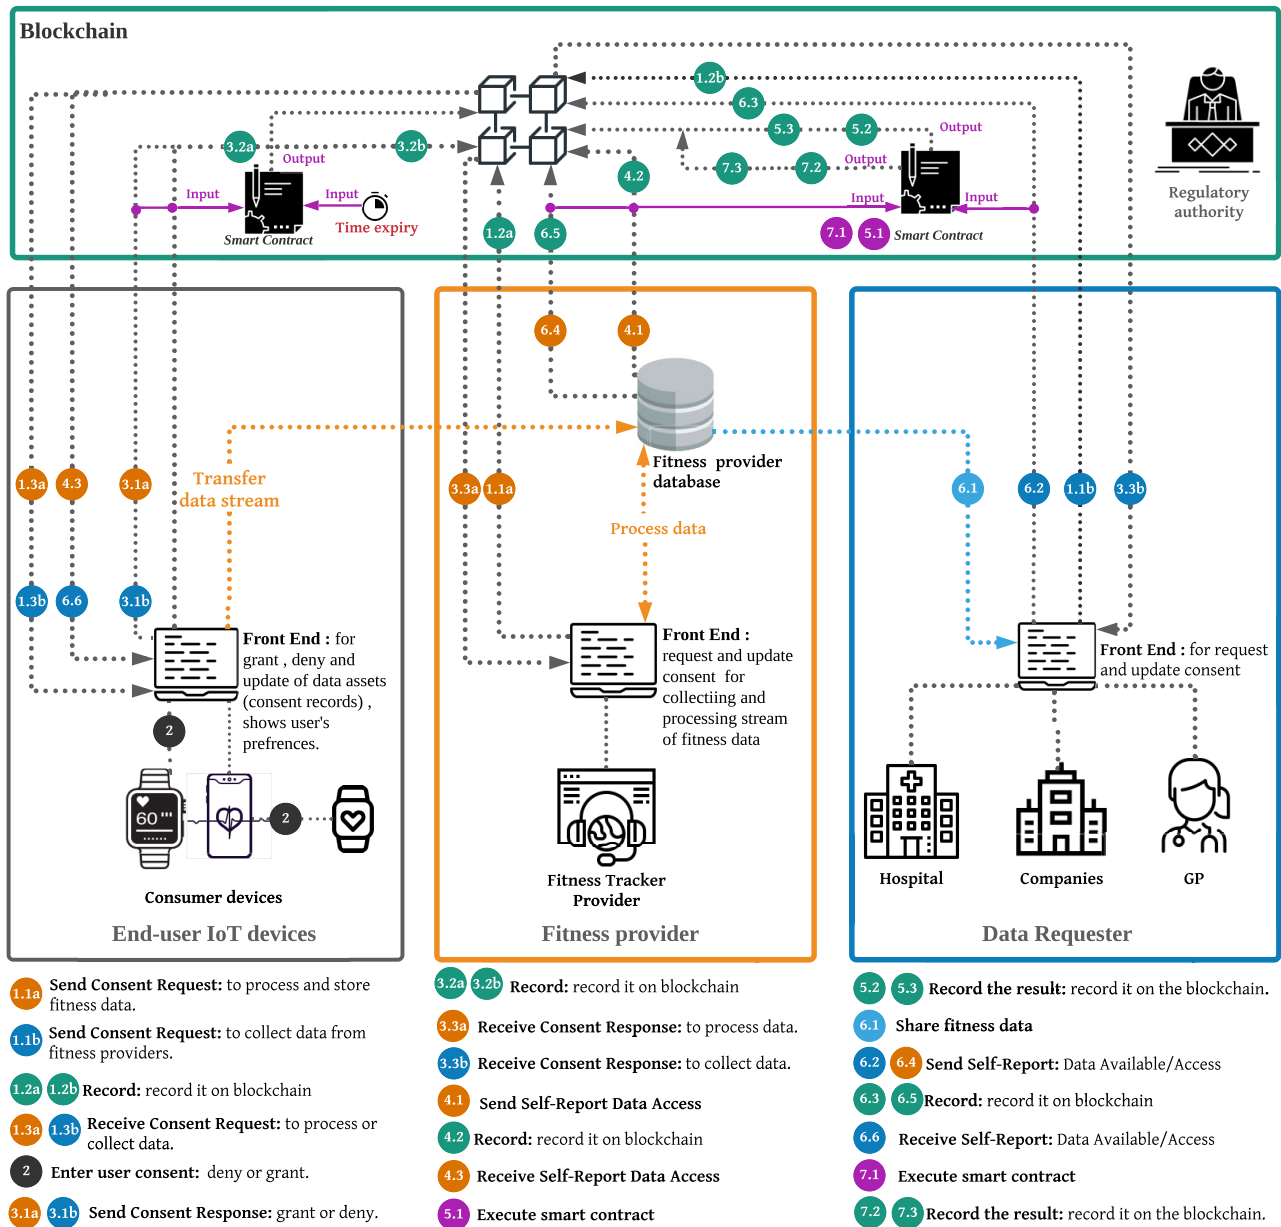 Blockchain
1.2b
6.3
5.3
5.2
Output
3.2a
3.2b
Output
7.3
7.2
Output
4.2
Input
Input
Input
Input
Time expiry
Smart Contract
1.2a
6.5
7.1
5.1
Smart Contract
Regulatory
authority
6.4
4.1
1.3a
4.3
3.1a
Transfer
data stream
Fitness provider
database
3.3a
1.1a
6.1
6.2
1.1b
3.3b
Process data
1.3b
6.6
3.1b
Front End : for
grant , deny and
update of data assets
(consent records) ,
shows user's
prefrences.
Front End :
request and update
consent for
collectiing and
processing stream
of fitness data
Front End : for request
and update consent
2
60
2
Consumer devices
Fitness Tracker
Provider
Hospital
Companies
GP
End-user IoT devices
Fitness provider
Data Requester
1.1a Send Consent Request: to process and store
fitness data.
1.1b Send Consent Request: to collect data from
fitness providers.
1.2a 1.2b Record: record it on blockchain
1.3a 1.3b Receive Consent Request: to process or
collect data.
2 Enter user consent: deny or grant.
3.1a 3.1b Send Consent Response: grant or deny.
3.2a 3.2b Record: record it on blockchain
3.3a Receive Consent Response: to process data.
3.3b Receive Consent Response: to collect data.
4.1 Send Self-Report Data Access
4.2 Record: record it on blockchain
4.3 Receive Self-Report Data Access
5.1 Execute smart contract
5.2 5.3 Record the result: record it on the blockchain.
6.1 Share fitness data
6.2 6.4 Send Self-Report: Data Available/Access
6.3 6.5 Record: record it on blockchain
6.6 Receive Self-Report: Data Available/Access
7.1 Execute smart contract
7.2 7.3 Record the result: record it on the blockchain.